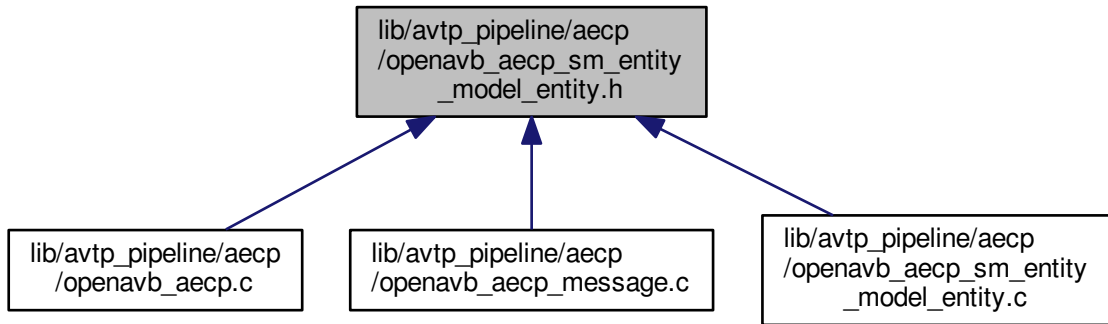 lib/avtp_pipeline/aecp
/openavb_aecp_sm_entity
_model_entity.h
lib/avtp_pipeline/aecp
/openavb_aecp.c
lib/avtp_pipeline/aecp
/openavb_aecp_message.c
lib/avtp_pipeline/aecp
/openavb_aecp_sm_entity
_model_entity.c